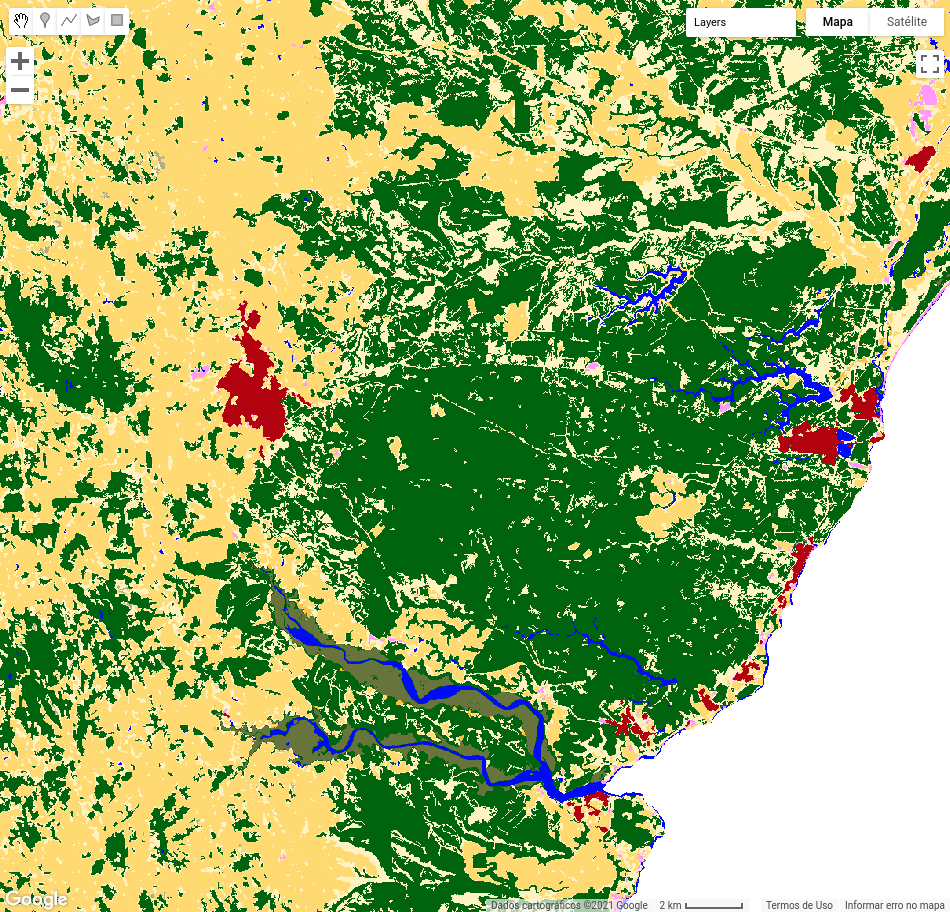 Layers
Mapa
Satélite
Google
Dados cartográficos ©2021 Google
2 km
Termos de Uso
Informar erro no mapa